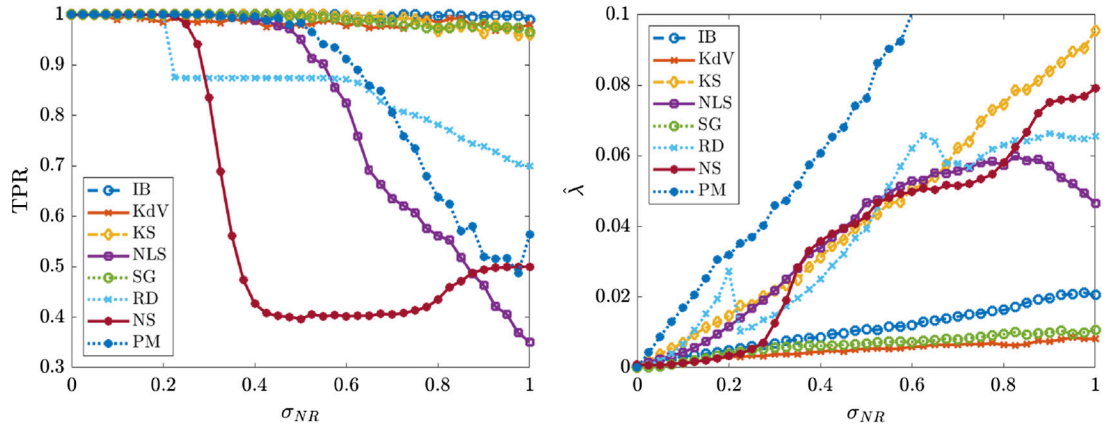 1
0.9
0.8
0.7
0.6
0.5
0.4
0.3
TPR
IB
KdV
KS
NLS
SG
RD
NS
PM
0 0.2 0.4 0.6 0.8 1
σNR
0.1
0.08
0.06
0.04
0.02
0
λ̂
IB
KdV
KS
NLS
SG
RD
NS
PM
0 0.2 0.4 0.6 0.8 1
σNR